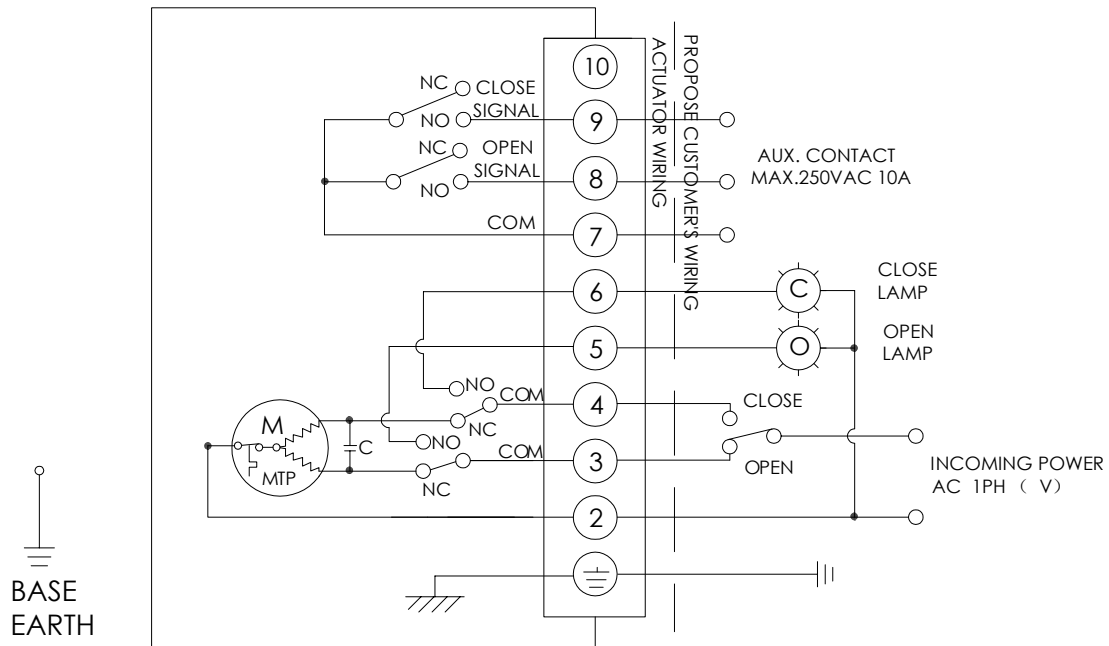 10
NC
CLOSE
NO
SIGNAL
9
NC
OPEN
NO
SIGNAL
8
COM
7
6
5
NO
COM
4
NC
NO
COM
3
NC
2
M
MTP
C
ACTUATOR WIRING
PROPOSE CUSTOMER'S WIRING
AUX. CONTACT
MAX.250VAC 10A
C
CLOSE
LAMP
O
OPEN
LAMP
CLOSE
OPEN
INCOMING POWER
AC 1PH ( V)
BASE
EARTH